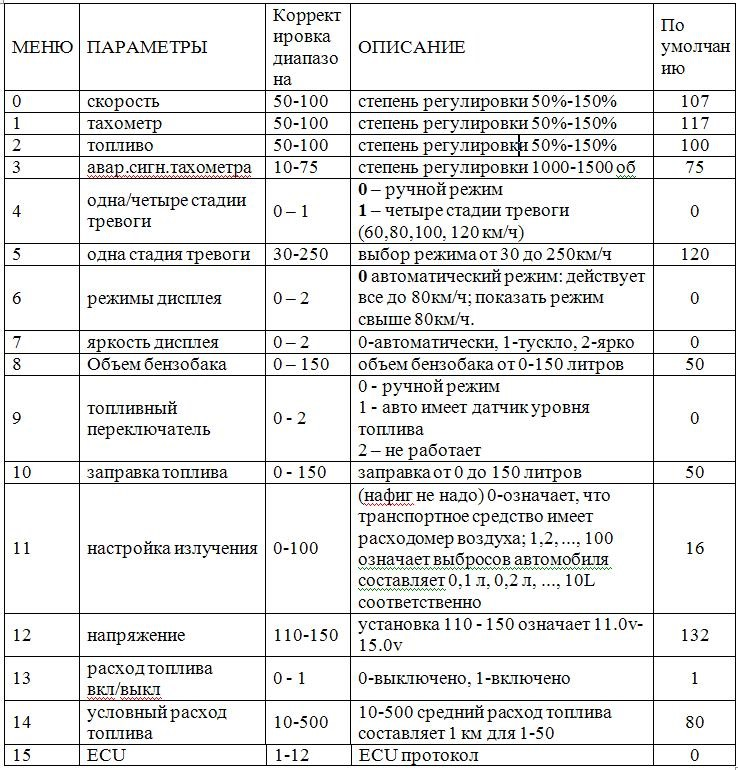 МЕНЮ ПАРАМЕТРЫ Коррект ОПИСАНИЕ По
ировка умолчан
диапазо ию
на
0 скорость 50-100 степень регулировки 50%-150% 107
1 тахометр 50-100 степень регулировки 50%-150% 117
2 топливо 50-100 степень регулировки 50%-150% 100
3 авар.сигн.тахометра 10-75 степень регулировки 1000-1500 об 75
4 одна/четыре стадии тревоги 0 – 1 0 – ручной режим 0
1 – четыре стадии тревоги
(60,80,100, 120 км/ч)
5 одна стадия тревоги 30-250 выбор режима от 30 до 250км/ч 120
6 режимы дисплея 0 – 2 0 автоматический режим: действует 0
все до 80км/ч; показать режим
свыше 80км/ч.
7 яркость дисплея 0 – 2 0-автоматически, 1-тускло, 2-ярко 0
8 Объем бензобака 0 – 150 объем бензобака от 0-150 литров 50
9 топливный переключатель 0 - 2 0 - ручной режим 0
1 - авто имеет датчик уровня
топлива
2 – не работает
10 заправка топлива 0 - 150 заправка от 0 до 150 литров 50
11 настройка излучения 0-100 (нафиг не надо) 0-означает, что 16
транспортное средство имеет
расходомер воздуха; 1,2, ..., 100
означает выбросов автомобиля
составляет 0,1 л, 0,2 л, ..., 10L
соответственно
12 напряжение 110-150 установка 110 - 150 означает 11.0v- 132
15.0v
13 расход топлива 0 - 1 0-выключено, 1-включено 1
вкл/выкл
14 условный расход 10-500 10-500 средний расход топлива 80
топлива составляет 1 км для 1-50
15 ECU 1-12 ECU протокол 0